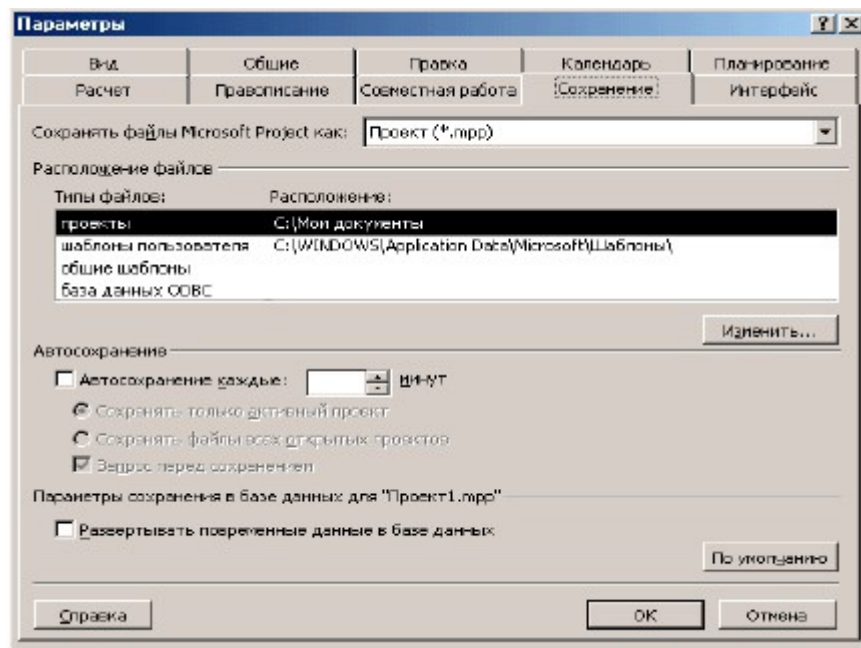 Параметры
Вид Общие Правка Календарь Планирование
Расчет Правописание Совместная работа Сохранение Интерфейс
Сохранять файлы Microsoft Project как: Проект (*.mpp)
Расположение файлов
Типы файлов: Расположение:
проекты C:\Мои документы
шаблоны пользователя C:\WINDOWS\Application Data\Microsoft\Шаблоны\
общие шаблоны
база данных ODBC
Изменить...
Автосохранение
Автосохранение каждые: минут
Сохранять только активный проект
Сохранять файлы всех открытых проектов
Запрос перед сохранением
Параметры сохранения в базе данных для "Проект1.mpp"
Развертывать повременные данные в базе данных
По умолчанию
Справка OK Отмена